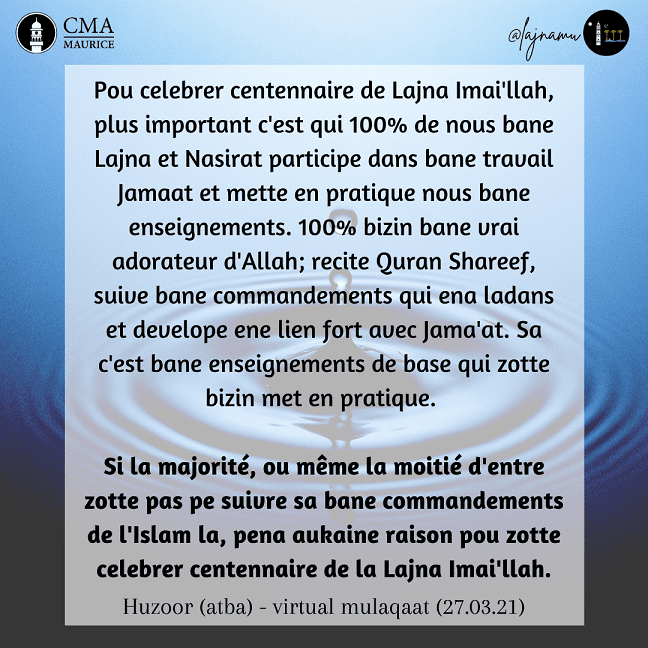 CMA
MAURICE
@lajnamu
Pou celebrer centennaire de Lajna Imai'llah,
plus important c'est qui 100% de nous bane
Lajna et Nasirat participe dans bane travail
Jamaat et mette en pratique nous bane
enseignements. 100% bizin bane vrai
adorateur d'Allah; recite Quran Shareef,
suive bane commandements qui ena ladans
et develope ene lien fort avec Jama'at. Sa
c'est bane enseignements de base qui zotte
bizin met en pratique.
Si la majorité, ou même la moitié d'entre
zotte pas pe suivre sa bane commandements
de l'Islam la, pena aukaine raison pou zotte
celebrer centennaire de la Lajna Imai'llah.
Huzoor (atba) - virtual mulaqaat (27.03.21)